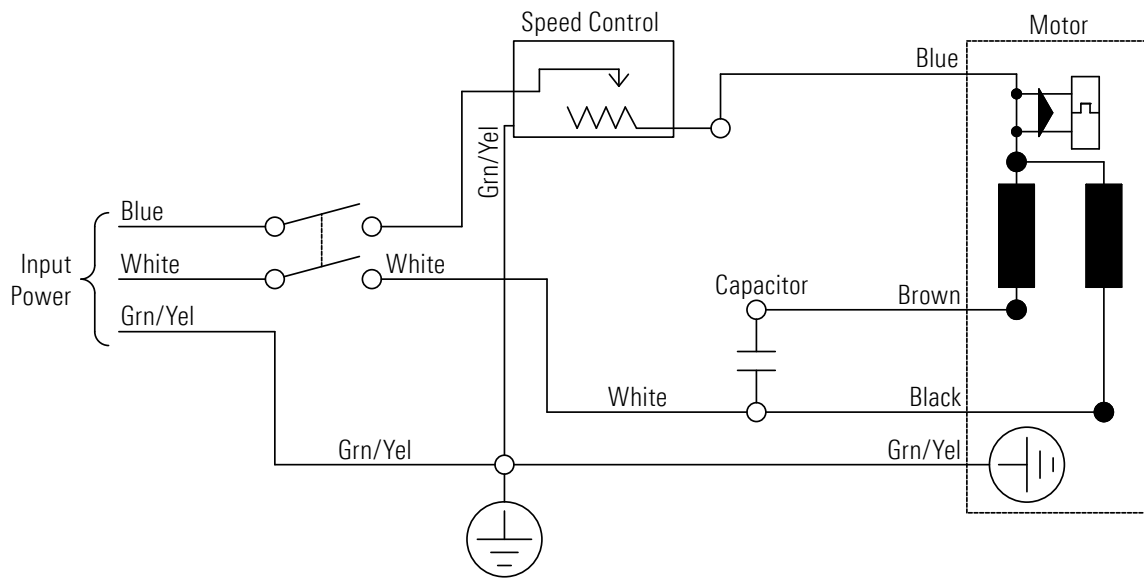 Speed Control
Motor
Blue
Grn/Yel
Blue
Input
Power
White
White
Capacitor
Brown
Grn/Yel
White
Black
Grn/Yel
Grn/Yel